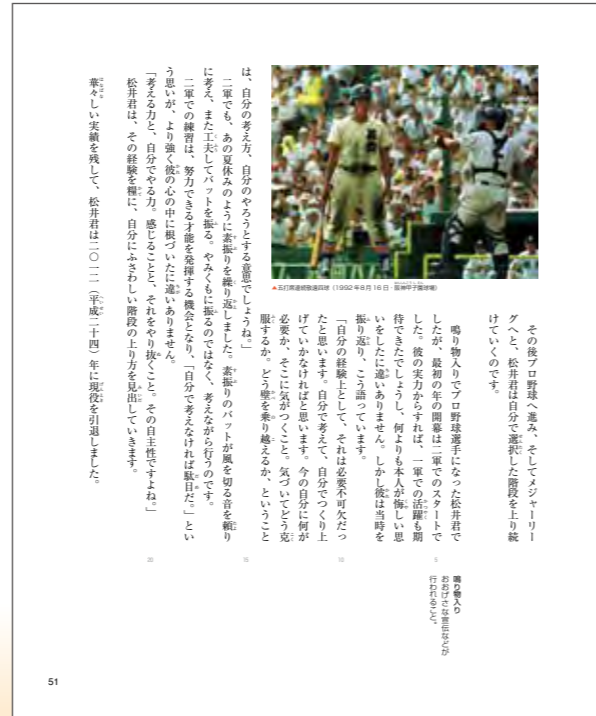 ▲五打席連続敬遠四球（1992年8月16日・阪神甲子園球場）
その後プロ野球へ進み、そしてメジャーリー
グへと、松井君は自分で選択した階段を上り続
けていくのです。
鳴り物入りでプロ野球選手になった松井君で
したが、最初の年の開幕は二軍でのスタートで
した。彼の実力からすれば、一軍での活躍も期
待できたでしょうし、何よりも本人が悔しい思
いをしたに違いありません。しかし彼は当時を
振り返り、こう語っています。
「自分の経験上として、それは必要不可欠だっ
たと思います。自分で考えて、自分でつくり上
げていかなければと思います。今の自分に何が
必要か、そこに気がつくこと。気づいてどう克
服するか。どう壁を乗り越えるか、ということ
は、自分の考え方、自分のやろうとする意思でしょうね。」
二軍でも、あの夏休みのように素振りを繰り返しました。素振りのバットが風を切る音を頼り
に考え、また工夫してバットを振る。やみくもに振るのではなく、考えながら行うのです。
二軍での練習は、努力できる才能を発揮する機会となり、「自分で考えなければ駄目だ。」とい
う思いが、より強く彼の心の中に根づいたに違いありません。
「考える力と、自分でやる力。感じることと、それをやり抜くこと。その自主性ですよね。」
松井君は、その経験を糧に、自分にふさわしい階段の上り方を見出していきます。
華々しい実績を残して、松井君は二〇一二（平成二十四）年に現役を引退しました。
5
10
15
20
鳴り物入り
おおげさな宣伝などが
行われること。
51